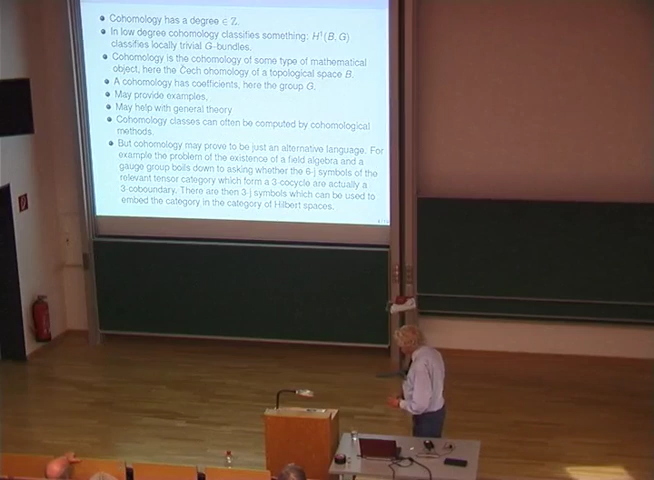 Cohomology has a degree ∈ ℤ.
In low degree cohomology classifies something: H¹(B, G)
classifies locally trivial G-bundles.
Cohomology is the cohomology of some type of mathematical
object, here the Čech ohomology of a topological space B.
A cohomology has coefficients, here the group G.
May provide examples,
May help with general theory
Cohomology classes can often be computed by cohomological
methods.
But cohomology may prove to be just an alternative language. For
example the problem of the existence of a field algebra and a
gauge group boils down to asking whether the 6-j symbols of the
relevant tensor category which form a 3-cocycle are actually a
3-coboundary. There are then 3-j symbols which can be used to
embed the category in the category of Hilbert spaces.